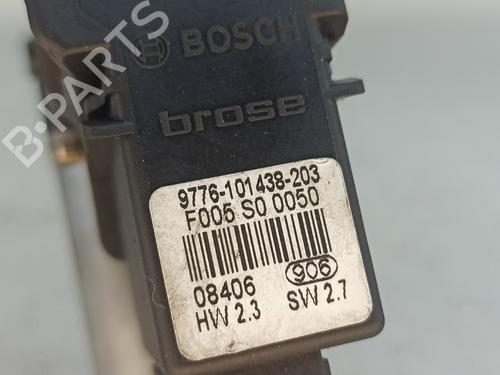 BOSCH
brose
9776-101438-203
F005 S0 0050
08406 906
HW 2.3 SW 2.7
B-PARTS